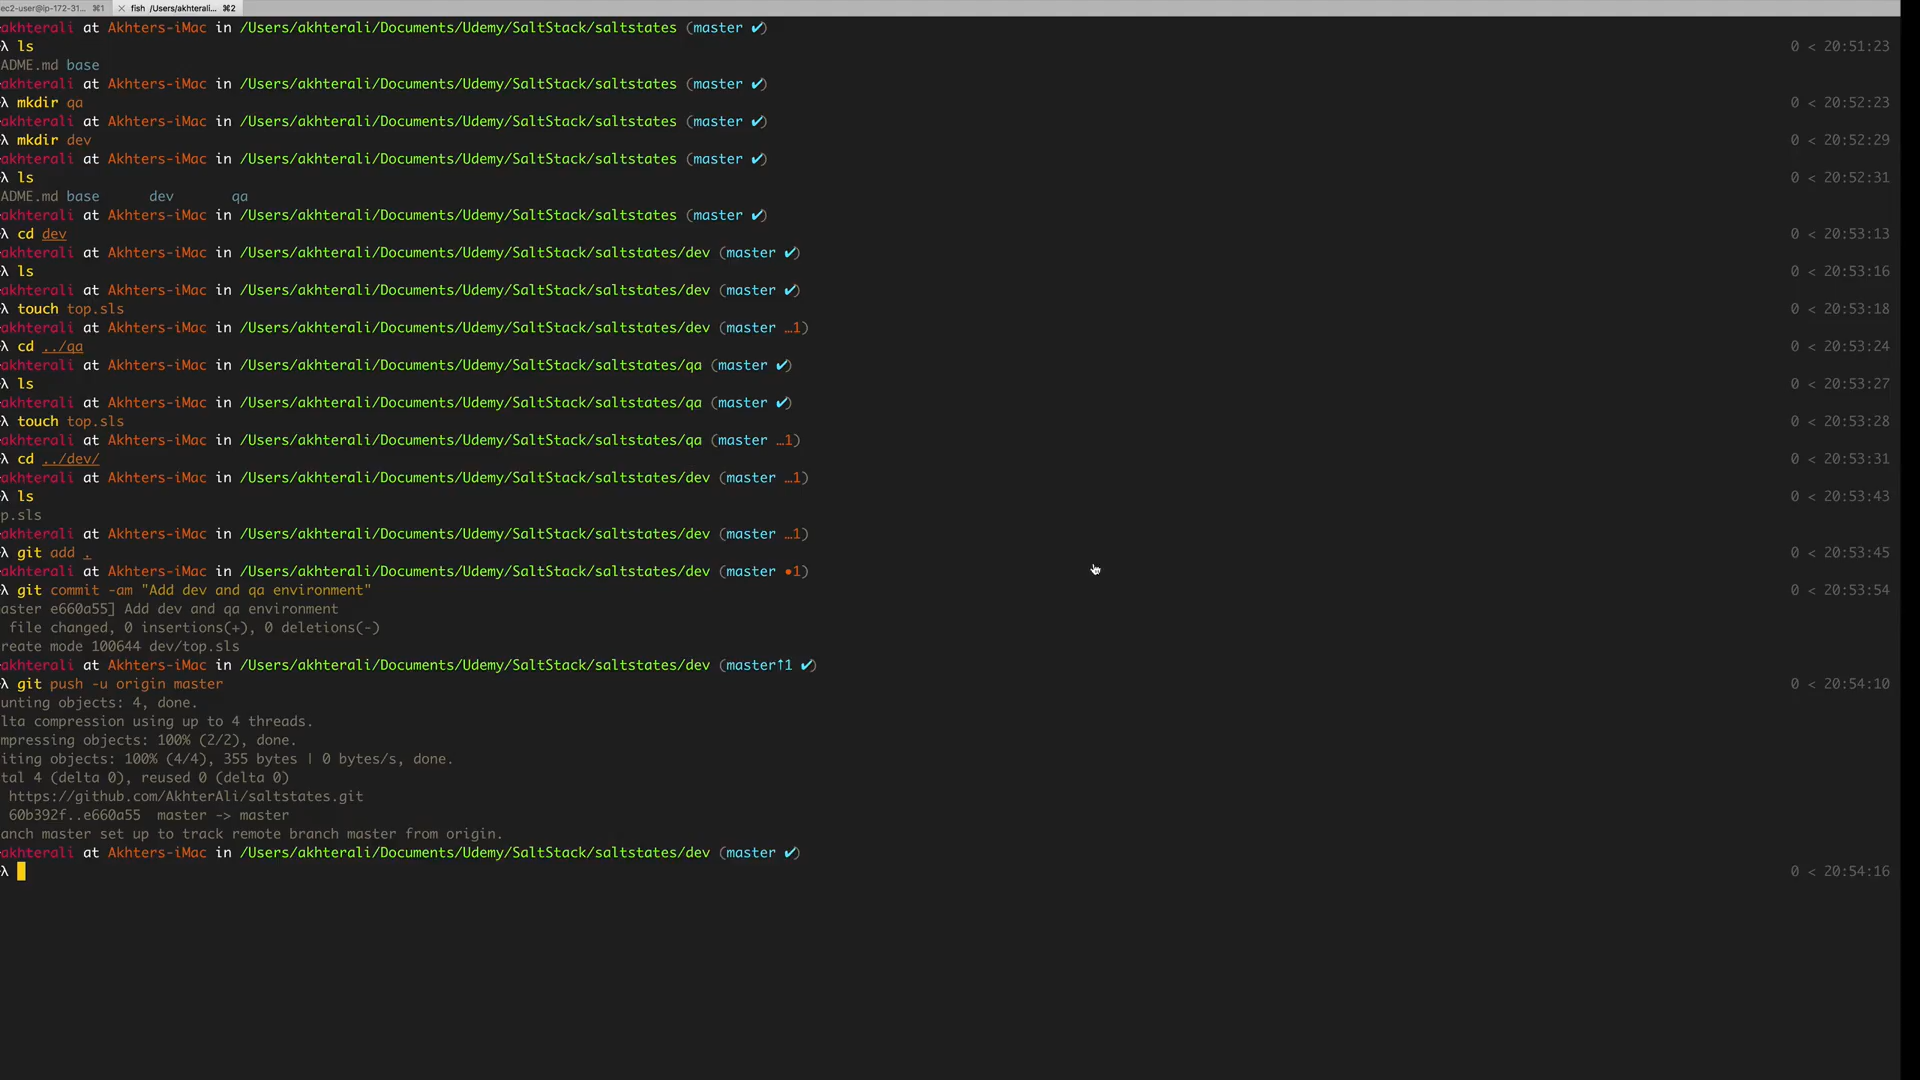 ec2-user@ip-172-31... ⌘1 × fish /Users/akhterali... ⌘2
akhterali at Akhters-iMac in /Users/akhterali/Documents/Udemy/SaltStack/saltstates (master ✔)
λ ls 0 < 20:51:23
ADME.md base
akhterali at Akhters-iMac in /Users/akhterali/Documents/Udemy/SaltStack/saltstates (master ✔)
λ mkdir qa 0 < 20:52:23
akhterali at Akhters-iMac in /Users/akhterali/Documents/Udemy/SaltStack/saltstates (master ✔)
λ mkdir dev 0 < 20:52:29
akhterali at Akhters-iMac in /Users/akhterali/Documents/Udemy/SaltStack/saltstates (master ✔)
λ ls 0 < 20:52:31
ADME.md base dev qa
akhterali at Akhters-iMac in /Users/akhterali/Documents/Udemy/SaltStack/saltstates (master ✔)
λ cd dev 0 < 20:53:13
akhterali at Akhters-iMac in /Users/akhterali/Documents/Udemy/SaltStack/saltstates/dev (master ✔)
λ ls 0 < 20:53:16
akhterali at Akhters-iMac in /Users/akhterali/Documents/Udemy/SaltStack/saltstates/dev (master ✔)
λ touch top.sls 0 < 20:53:18
akhterali at Akhters-iMac in /Users/akhterali/Documents/Udemy/SaltStack/saltstates/dev (master …1)
λ cd ../qa 0 < 20:53:24
akhterali at Akhters-iMac in /Users/akhterali/Documents/Udemy/SaltStack/saltstates/qa (master ✔)
λ ls 0 < 20:53:27
akhterali at Akhters-iMac in /Users/akhterali/Documents/Udemy/SaltStack/saltstates/qa (master ✔)
λ touch top.sls 0 < 20:53:28
akhterali at Akhters-iMac in /Users/akhterali/Documents/Udemy/SaltStack/saltstates/qa (master …1)
λ cd ../dev/ 0 < 20:53:31
akhterali at Akhters-iMac in /Users/akhterali/Documents/Udemy/SaltStack/saltstates/dev (master …1)
λ ls 0 < 20:53:43
p.sls
akhterali at Akhters-iMac in /Users/akhterali/Documents/Udemy/SaltStack/saltstates/dev (master …1)
λ git add . 0 < 20:53:45
akhterali at Akhters-iMac in /Users/akhterali/Documents/Udemy/SaltStack/saltstates/dev (master •1)
λ git commit -am "Add dev and qa environment" 0 < 20:53:54
aster e660a55] Add dev and qa environment
file changed, 0 insertions(+), 0 deletions(-)
reate mode 100644 dev/top.sls
akhterali at Akhters-iMac in /Users/akhterali/Documents/Udemy/SaltStack/saltstates/dev (master↑1 ✔)
λ git push -u origin master 0 < 20:54:10
unting objects: 4, done.
lta compression using up to 4 threads.
mpressing objects: 100% (2/2), done.
iting objects: 100% (4/4), 355 bytes | 0 bytes/s, done.
tal 4 (delta 0), reused 0 (delta 0)
https://github.com/AkhterAli/saltstates.git
60b392f..e660a55 master -> master
anch master set up to track remote branch master from origin.
akhterali at Akhters-iMac in /Users/akhterali/Documents/Udemy/SaltStack/saltstates/dev (master ✔)
λ 0 < 20:54:16